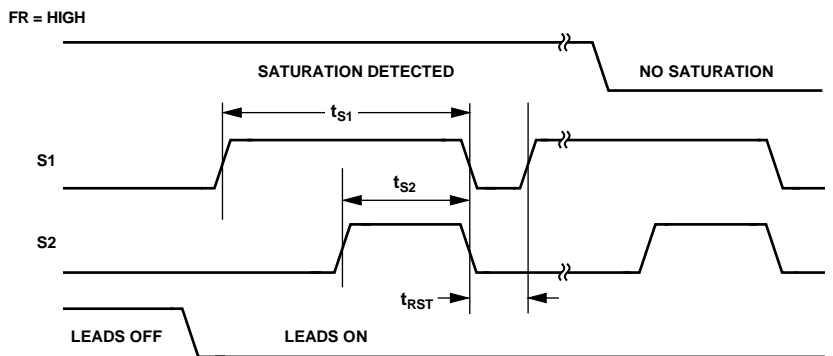 FR = HIGH
SATURATION DETECTED
NO SATURATION
tS1
S1
tS2
S2
tRST
LEADS OFF
LEADS ON